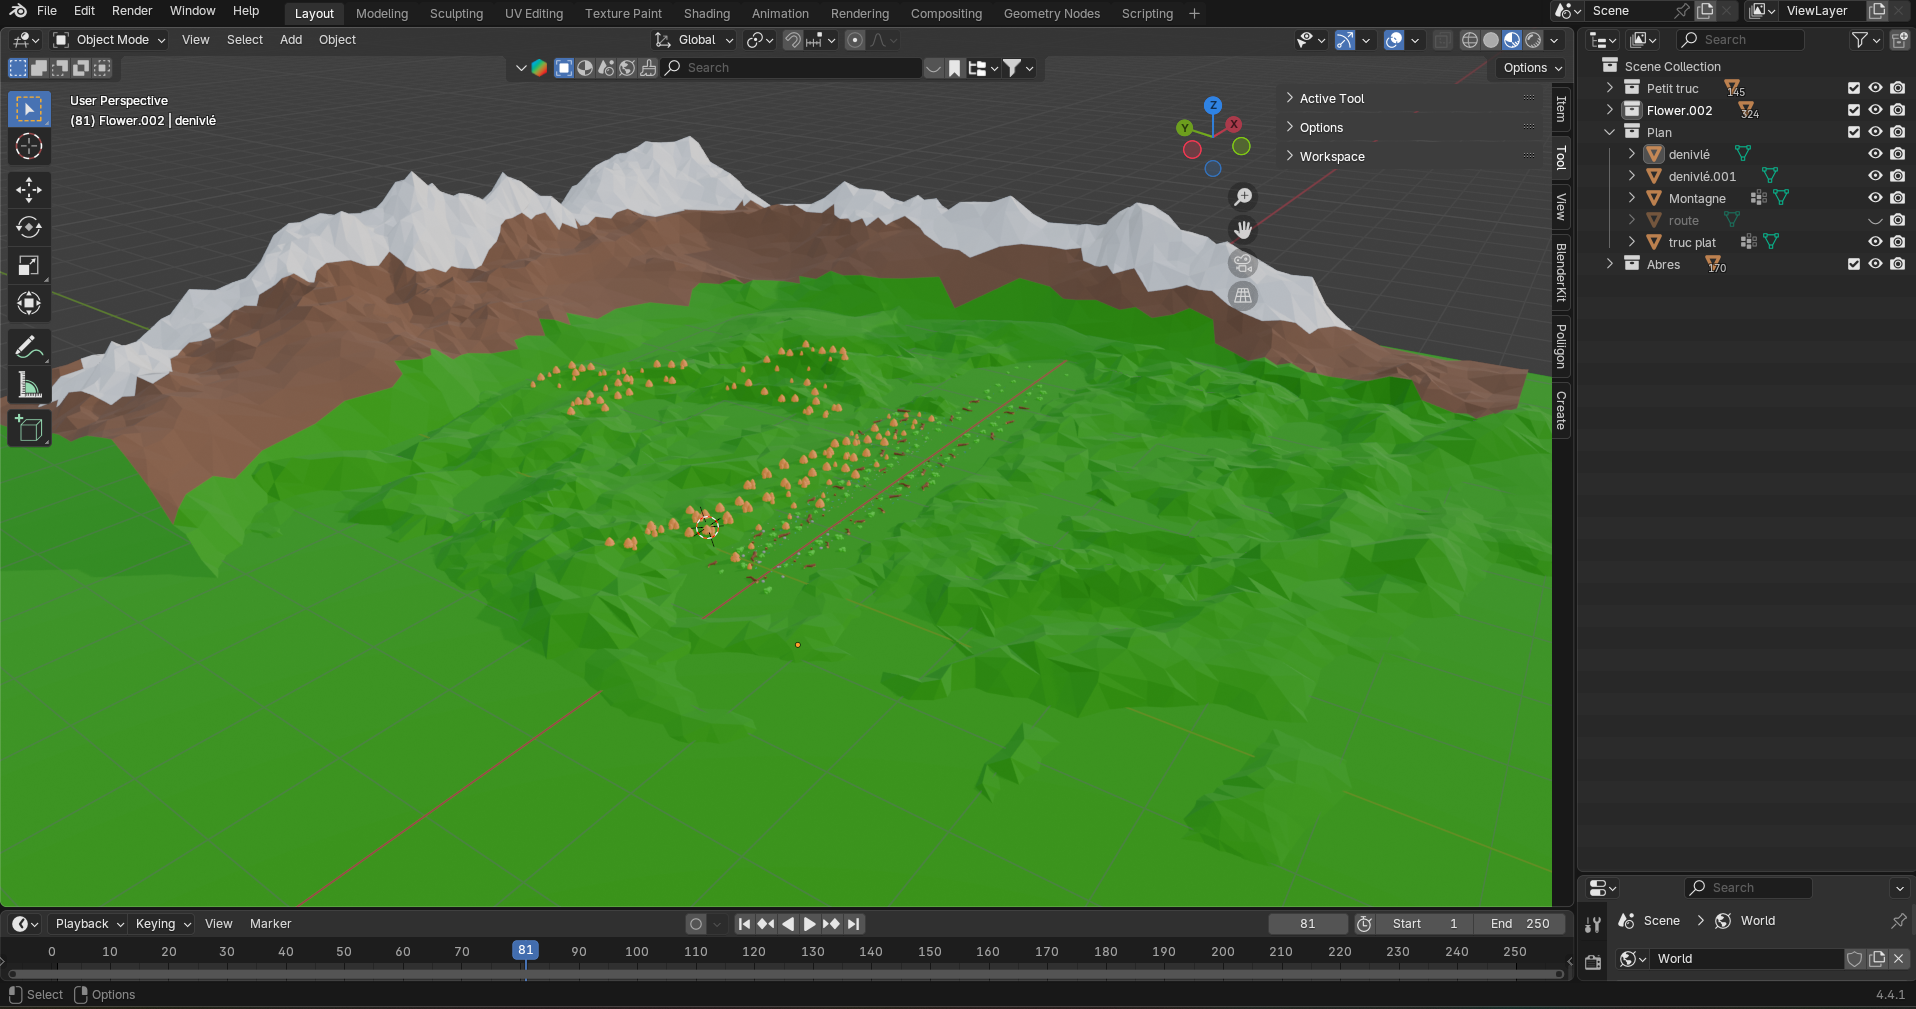 File Edit Render Window Help
Layout Modeling Sculpting UV Editing Texture Paint Shading Animation Rendering Compositing Geometry Nodes Scripting
Scene
ViewLayer
Object Mode View Select Add Object
Global
Search
Search
Options
User Perspective
(81) Flower.002 | denivlé
Z
Y
X
Active Tool
Options
Workspace
Item
Tool
View
BlenderKit
Poliigon
Create
Scene Collection
Petit truc 145
Flower.002 324
Plan
denivlé
denivlé.001
Montagne
route
truc plat
Abres 170
Search
Scene World
World
Playback Keying View Marker
81 Start 1 End 250
0 10 20 30 40 50 60 70 81 90 100 110 120 130 140 150 160 170 180 190 200 210 220 230 240 250
Select Options
4.4.1